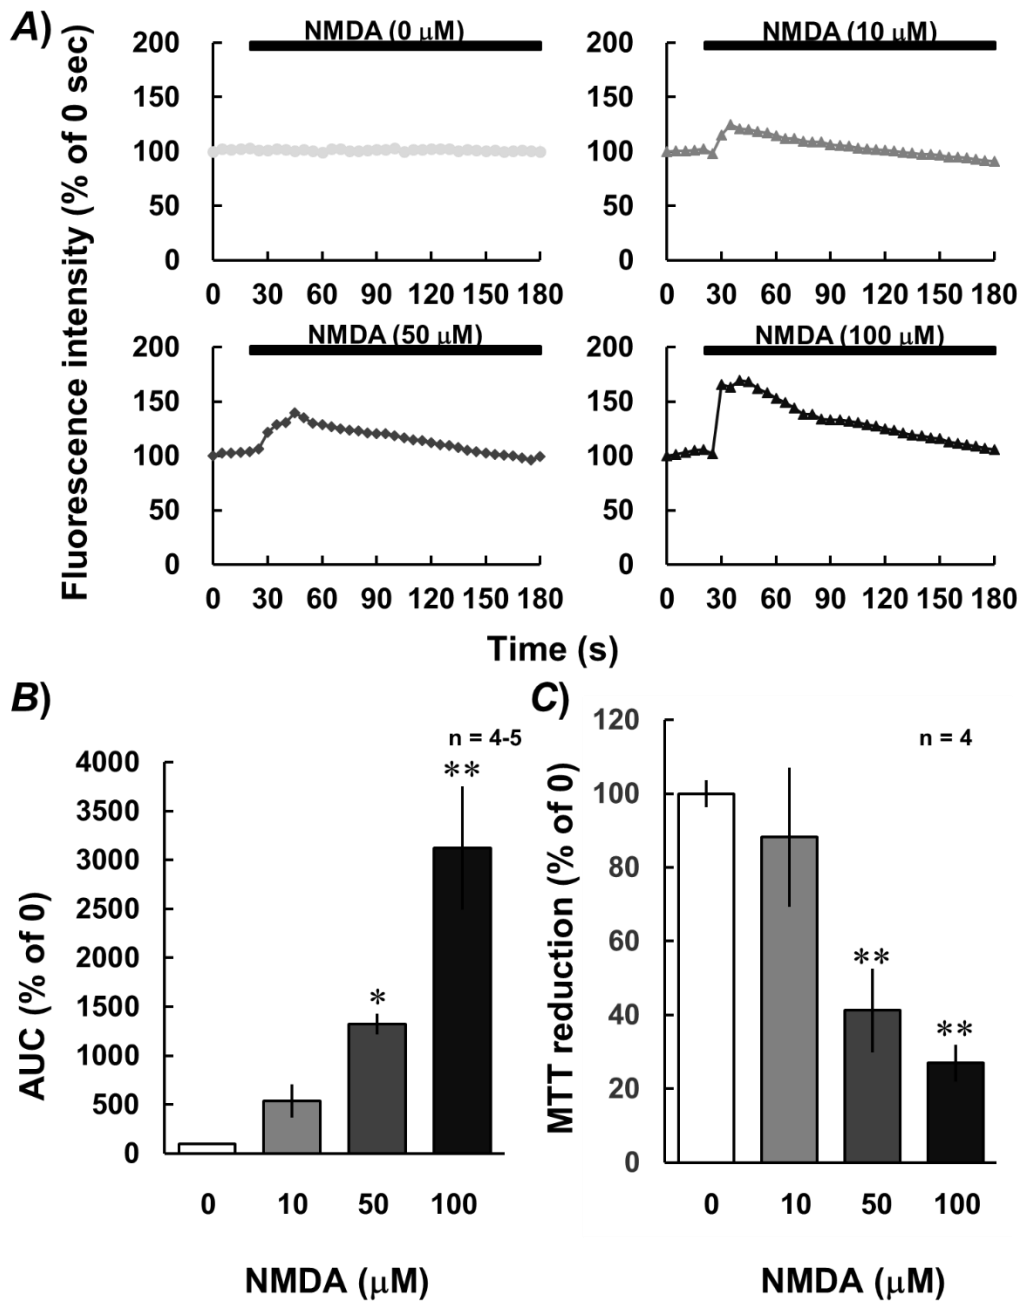 A)
Fluorescence intensity (% of 0 sec)
NMDA (0 μM)
200
150
100
50
0
0 30 60 90 120 150 180
NMDA (10 μM)
200
150
100
50
0
0 30 60 90 120 150 180
NMDA (50 μM)
200
150
100
50
0
0 30 60 90 120 150 180
NMDA (100 μM)
200
150
100
50
0
0 30 60 90 120 150 180
Time (s)
B)
n = 4-5
AUC (% of 0)
4000
3500
3000
2500
2000
1500
1000
500
0
*
**
0 10 50 100
NMDA (μM)
C)
n = 4
MTT reduction (% of 0)
120
100
80
60
40
20
0
**
**
0 10 50 100
NMDA (μM)